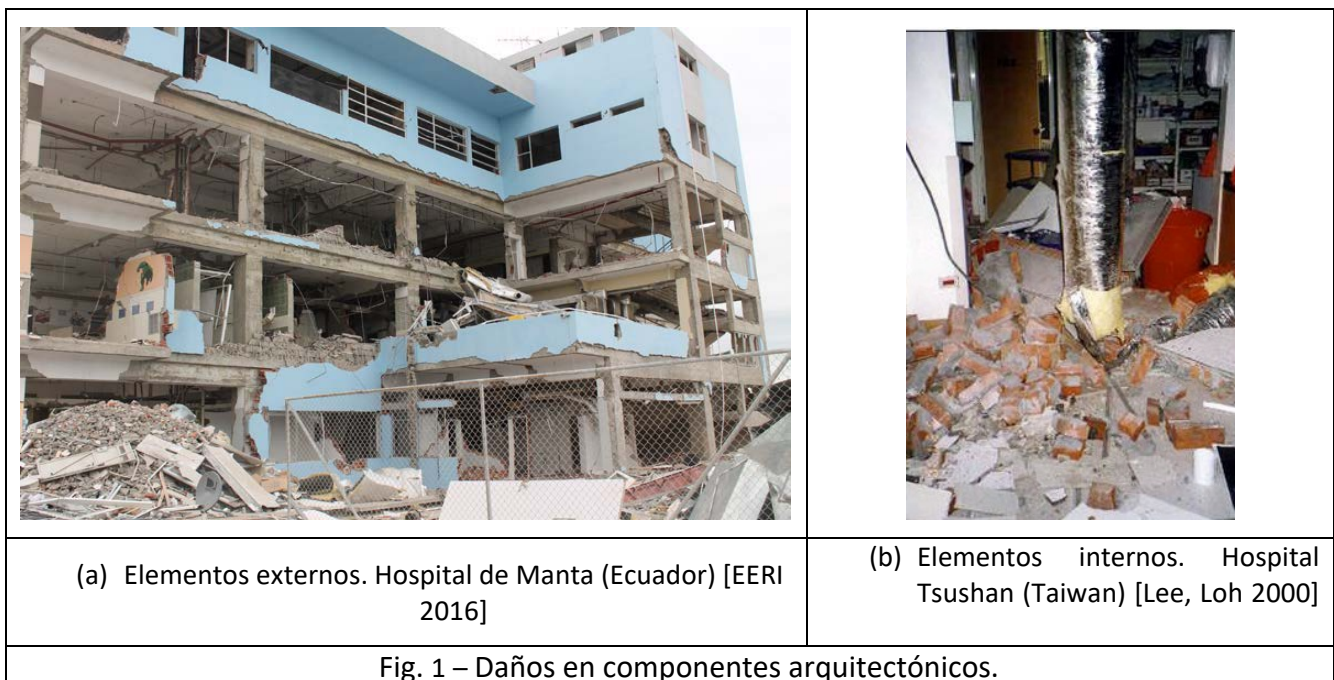 (a) Elementos externos. Hospital de Manta (Ecuador) [EERI
2016]
(b) Elementos internos. Hospital
Tsushan (Taiwan) [Lee, Loh 2000]
Fig. 1 – Daños en componentes arquitectónicos.